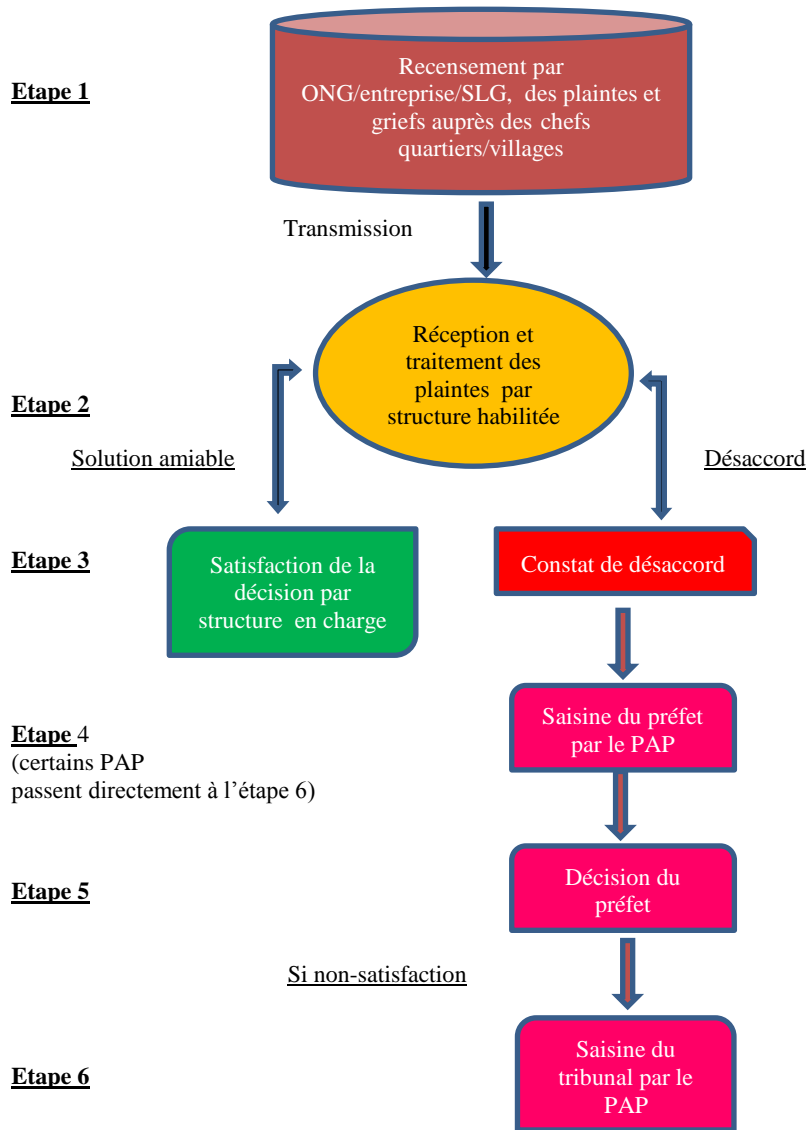 Etape 1
Recensement par
ONG/entreprise/SLG, des plaintes et
griefs auprès des chefs
quartiers/villages
Transmission
Réception et
traitement des
plaintes par
structure habilitée
Etape 2
Solution amiable
Désaccord
Etape 3
Satisfaction de la
décision par
structure en charge
Constat de désaccord
Etape 4
(certains PAP
passent directement à l’étape 6)
Saisine du préfet
par le PAP
Etape 5
Décision du
préfet
Si non-satisfaction
Etape 6
Saisine du
tribunal par le
PAP